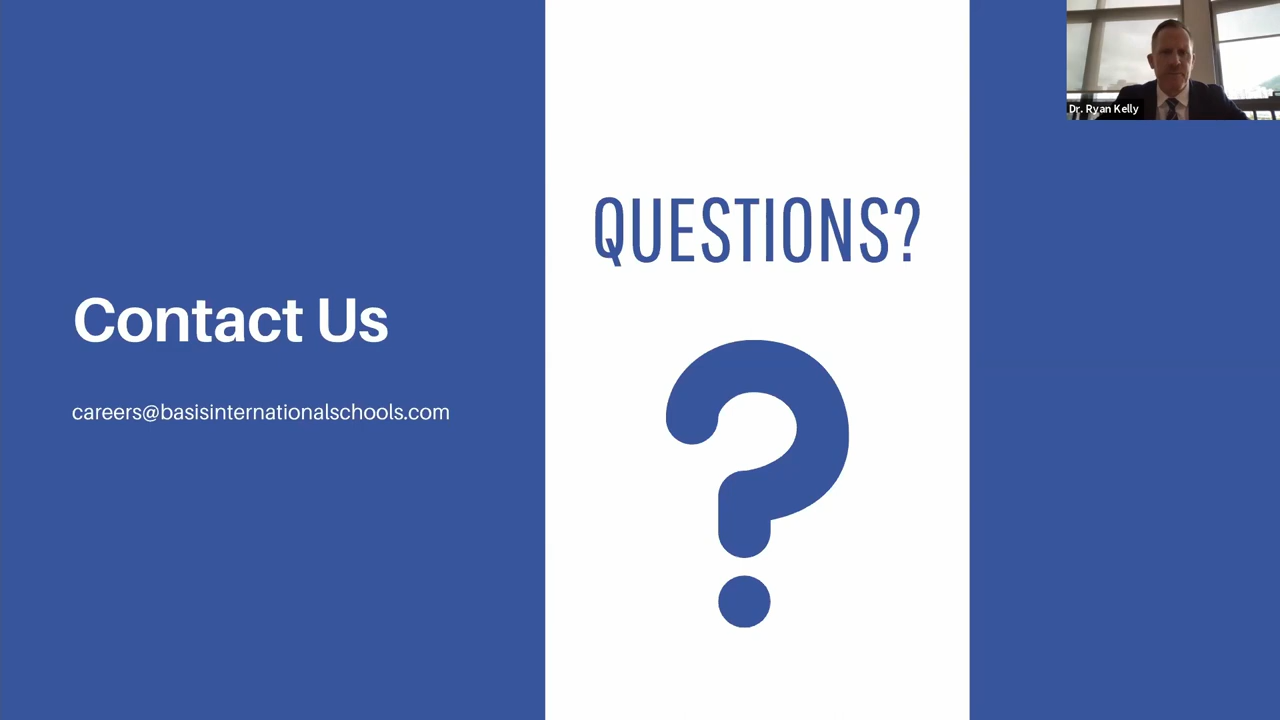 Dr. Ryan Kelly
QUESTIONS?
Contact Us
careers@basisinternationalschools.com
?